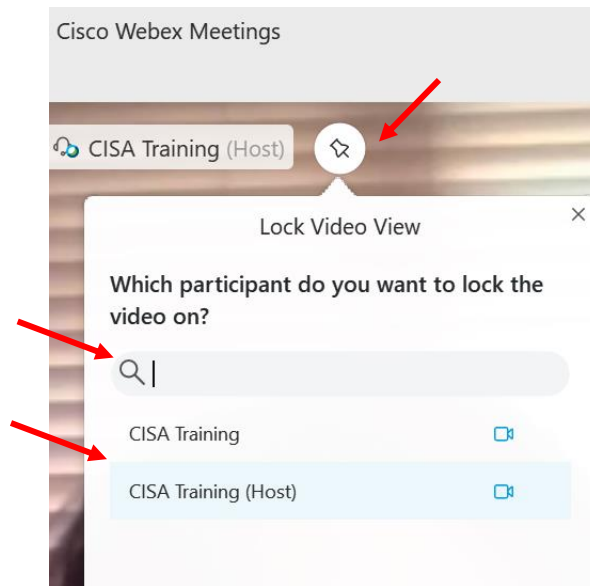 Cisco Webex Meetings
CISA Training (Host)
Lock Video View
Which participant do you want to lock the
video on?
CISA Training
CISA Training (Host)